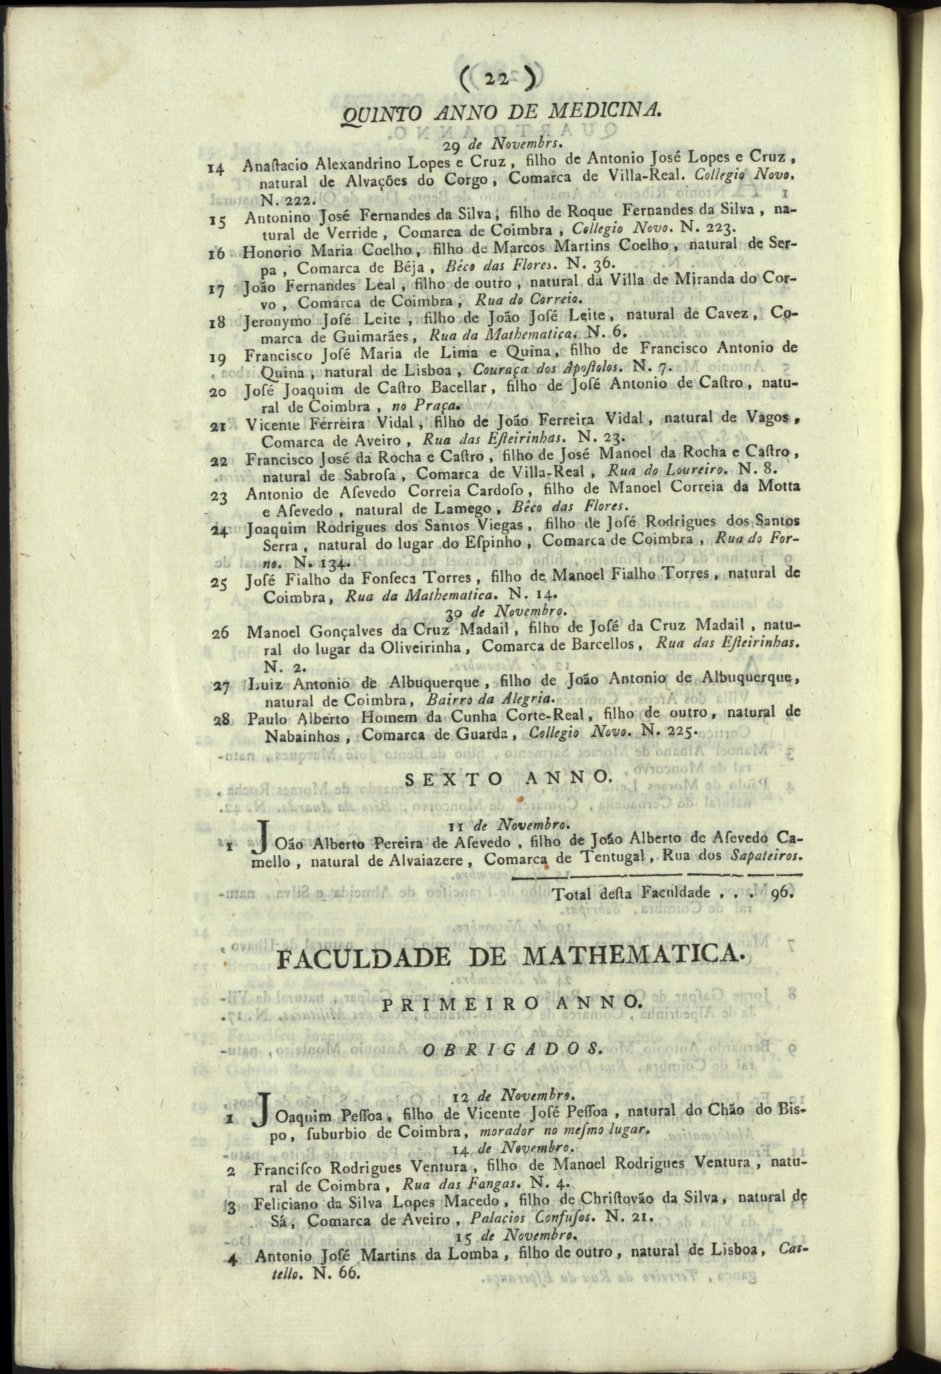 ( 22 )
QUINTO ANNO DE MEDICINA.
29 de Novembrs.
14 Anaſtacio Alexandrino Lopes e Cruz, filho de Antonio José Lopes e Cruz,
natural de Alvações do Corgo, Comarca de Villa-Real. Collegio Novo.
N. 222.
15 Antonino José Fernandes da Silva, filho de Roque Fernandes da Silva, na-
tural de Verride, Comarca de Coimbra, Collegio Novo. N. 223.
16 Honorio Maria Coelho, filho de Marcos Martins Coelho, natural de Ser-
pa, Comarca de Béja, Bêco das Flores. N. 36.
17 João Fernandes Leal, filho de outro, natural da Villa de Miranda do Cor-
vo, Comarca de Coimbra, Rua do Correio.
18 Jeronymo Joſé Leite, filho de João Joſé Leite, natural de Cavez, Co-
marca de Guimarães, Rua da Mathematica. N. 6.
19 Francisco Joſé Maria de Lima e Quina, filho de Francisco Antonio de
Quina, natural de Lisboa, Couraça dos Apoſtolos. N. 7.
20 Joſé Joaquim de Caſtro Bacellar, filho de Joſé Antonio de Caſtro, natu-
ral de Coimbra, no Praça.
21 Vicente Ferreira Vidal, filho de João Ferreira Vidal, natural de Vagos,
Comarca de Aveiro, Rua das Eſteirinhas. N. 23.
22 Francisco José da Rocha e Caſtro, filho de José Manoel da Rocha e Caſtro,
natural de Sabroſa, Comarca de Villa-Real, Rua do Loureiro. N. 8.
23 Antonio de Aſevedo Correia Cardoſo, filho de Manoel Correia da Motta
e Aſevedo, natural de Lamego, Bêco das Flores.
24 Joaquim Rodrigues dos Santos Viegas, filho de Joſé Rodrigues dos Santos
Serra, natural do lugar do Eſpinho, Comarca de Coimbra, Rua do For-
no. N. 134.
25 Joſé Fialho da Fonſeca Torres, filho de Manoel Fialho Torres, natural de
Coimbra, Rua da Mathematica. N. 14.
30 de Novembro.
26 Manoel Gonçalves da Cruz Madail, filho de Joſé da Cruz Madail, natu-
ral do lugar da Oliveirinha, Comarca de Barcellos, Rua das Eſteirinhas.
N. 2.
27 Luiz Antonio de Albuquerque, filho de João Antonio de Albuquerque,
natural de Coimbra, Bairro da Alegria.
28 Paulo Alberto Homem da Cunha Corte-Real, filho de outro, natural de
Nabainhos, Comarca de Guarda, Collegio Novo. N. 225.
SEXTO ANNO.
11 de Novembro.
1 JOão Alberto Pereira de Aſevedo, filho de João Alberto de Aſevedo Ca-
mello, natural de Alvaiazere, Comarca de Tentugal, Rua dos Sapateiros.
Total deſta Faculdade . . . 96.
FACULDADE DE MATHEMATICA.
PRIMEIRO ANNO.
OBRIGADOS.
12 de Novembro.
1 JOaquim Peſſoa, filho de Vicente Joſé Peſſoa, natural do Chão do Bis-
po, ſuburbio de Coimbra, morador no meſmo lugar.
14 de Novembro.
2 Franciſco Rodrigues Ventura, filho de Manoel Rodrigues Ventura, natu-
ral de Coimbra, Rua das Fangas. N. 4.
3 Feliciano da Silva Lopes Macedo, filho de Chriſtovão da Silva, natural de
Sá, Comarca de Aveiro, Palacios Confuſos. N. 21.
15 de Novembro.
4 Antonio Joſé Martins da Lomba, filho de outro, natural de Lisboa, Cas-
tello. N. 66.